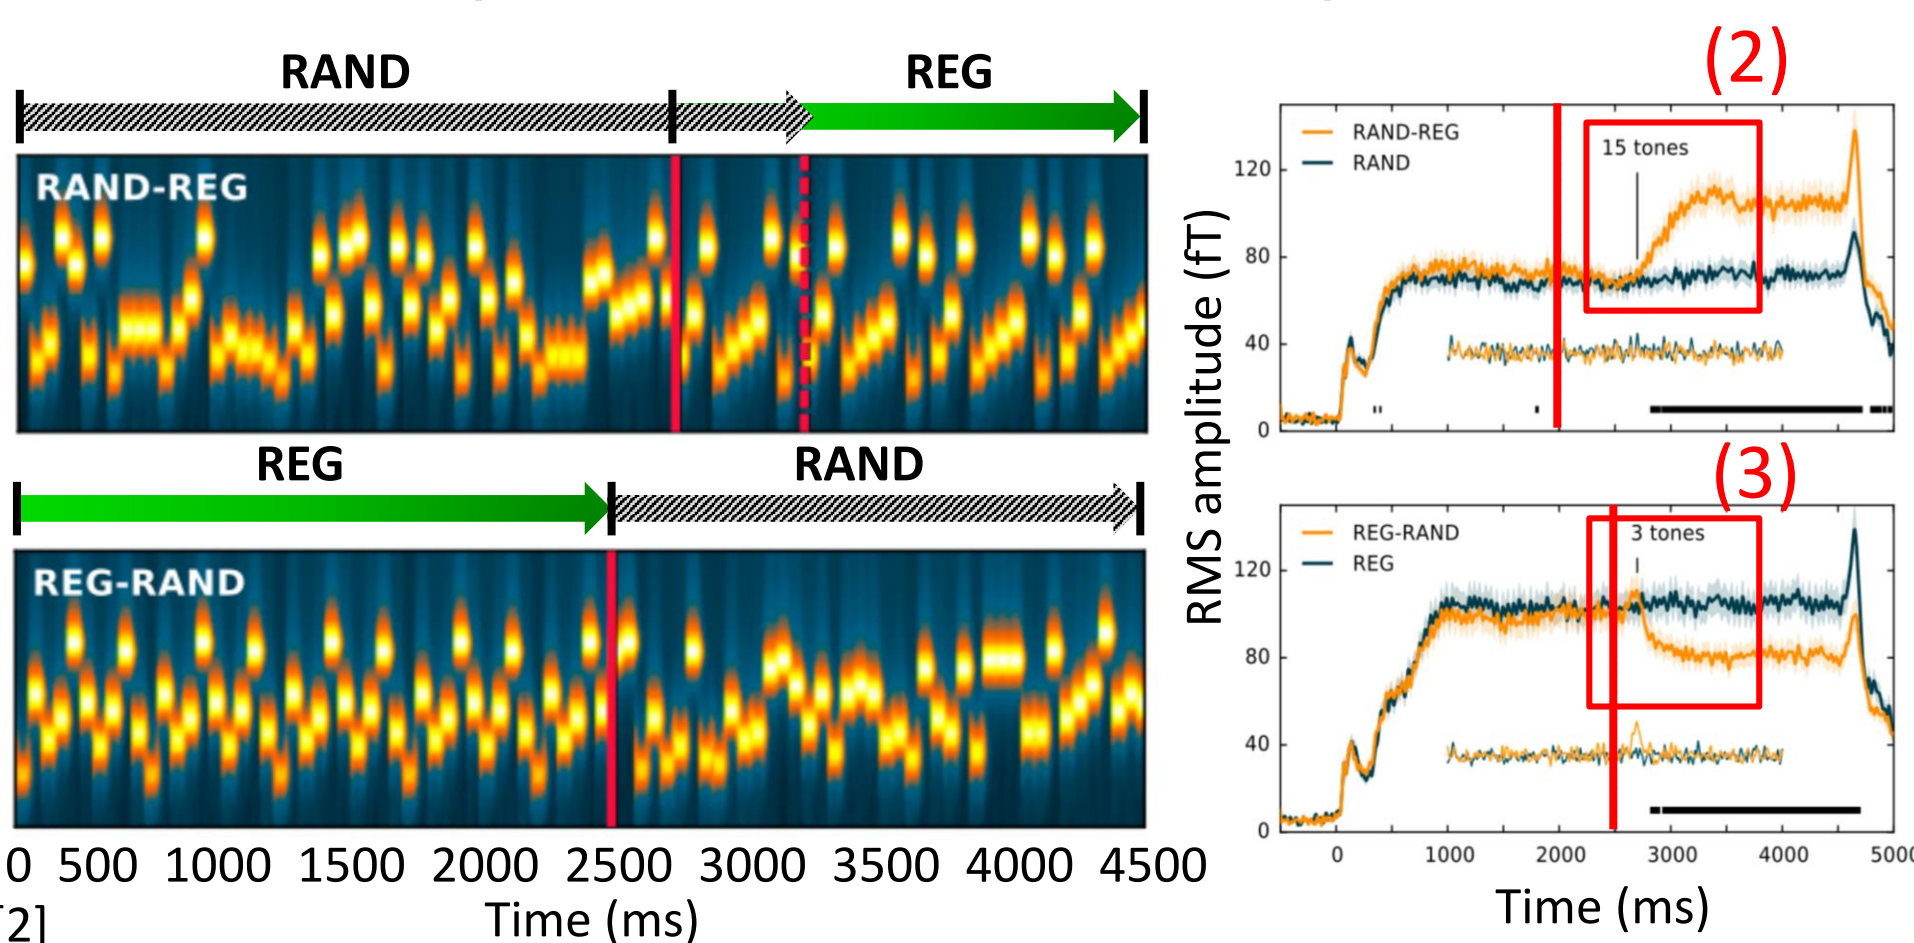 RAND REG
RAND-REG
REG RAND
REG-RAND
0 500 1000 1500 2000 2500 3000 3500 4000 4500
Time (ms)
2]
(2)
RAND-REG
RAND
15 tones
120
80
40
0
RMS amplitude (fT)
(3)
REG-RAND
REG
3 tones
120
80
40
0
0 1000 2000 3000 4000 500
Time (ms)